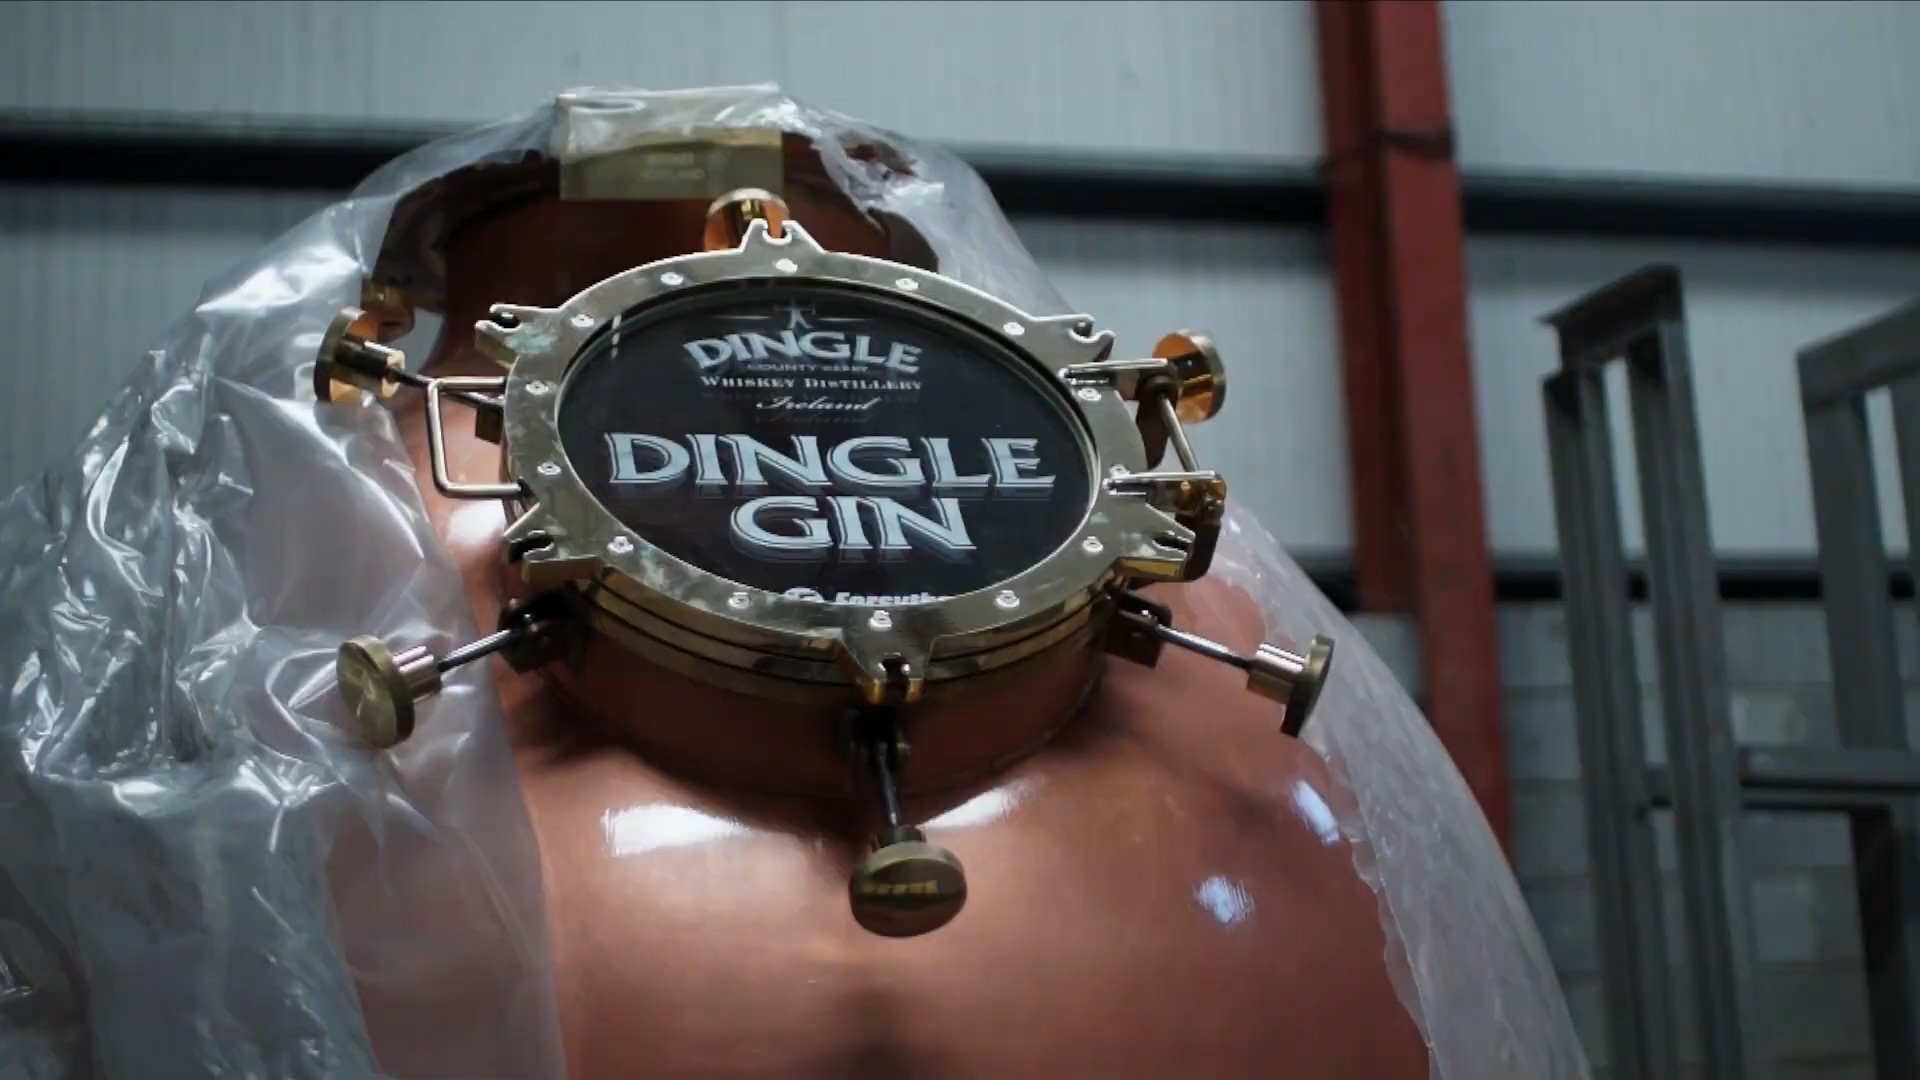 DINGLE
COUNTY KERRY
WHISKEY DISTILLERY
Ireland
DINGLE
GIN